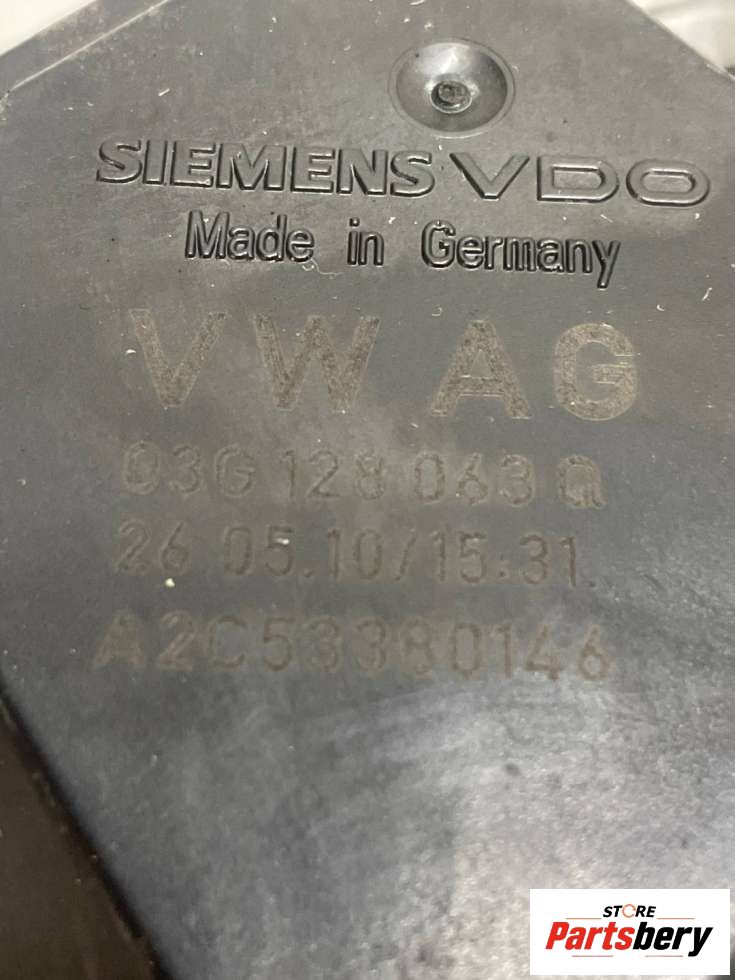 SIEMENS VDO
Made in Germany
VW AG
03G 128 063 Q
26 05.10/15:31
A2C53380146
STORE
Partsbery